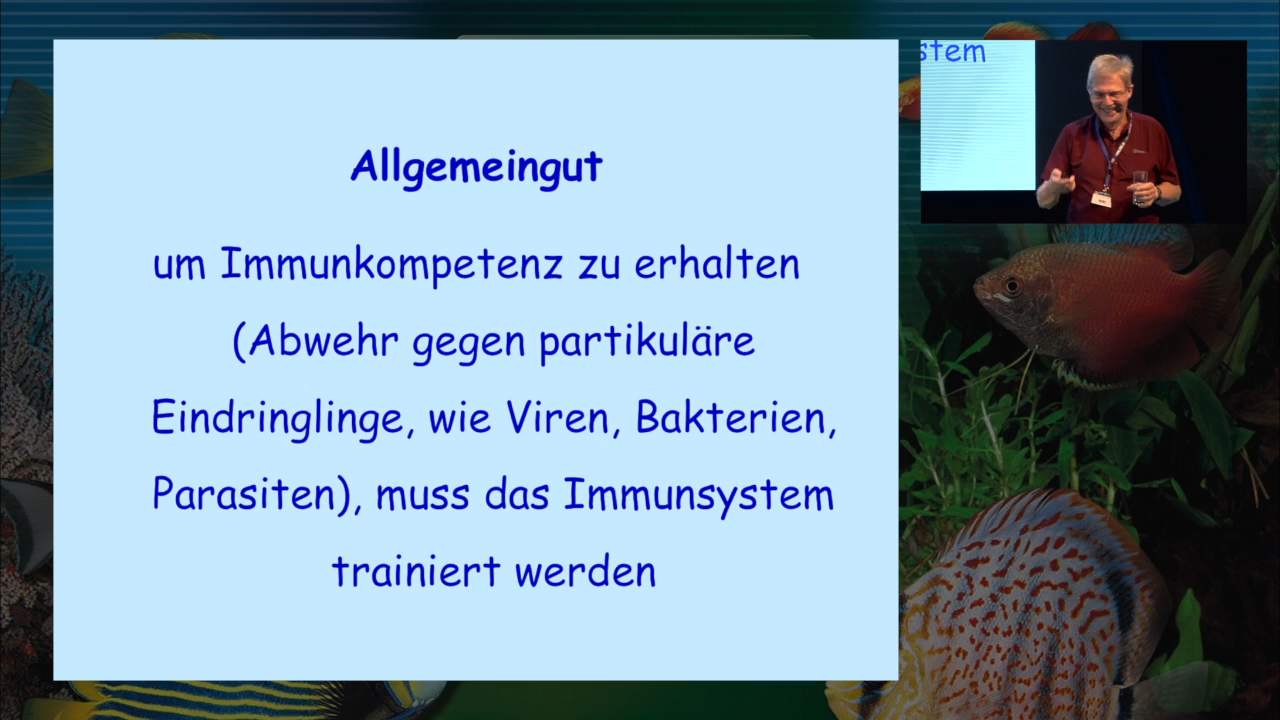 Allgemeingut
um Immunkompetenz zu erhalten
(Abwehr gegen partikuläre
Eindringlinge, wie Viren, Bakterien,
Parasiten), muss das Immunsystem
trainiert werden
stem